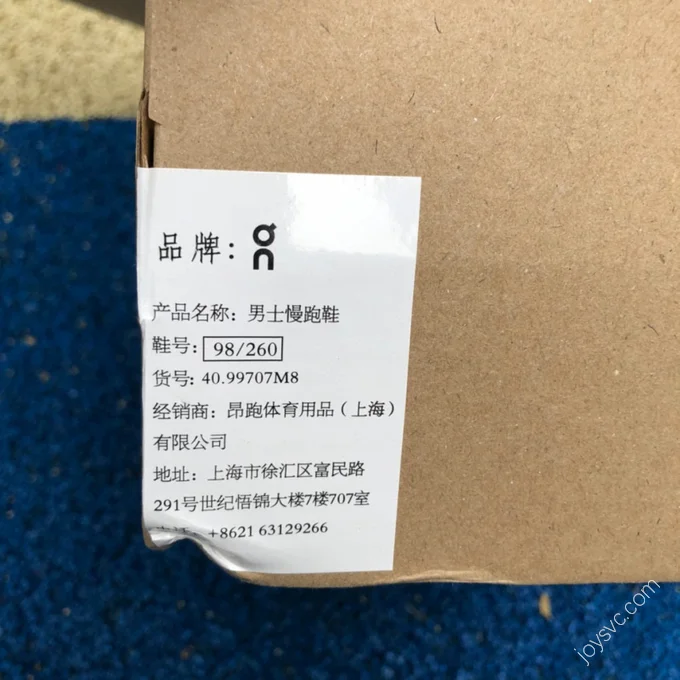 品牌：On
产品名称：男士慢跑鞋
鞋号：98/260
货号：40.99707M8
经销商：昂跑体育用品（上海）
有限公司
地址：上海市徐汇区富民路
291号世纪悟锦大楼7楼707室
电话：+8621 63129266
joysvc.com